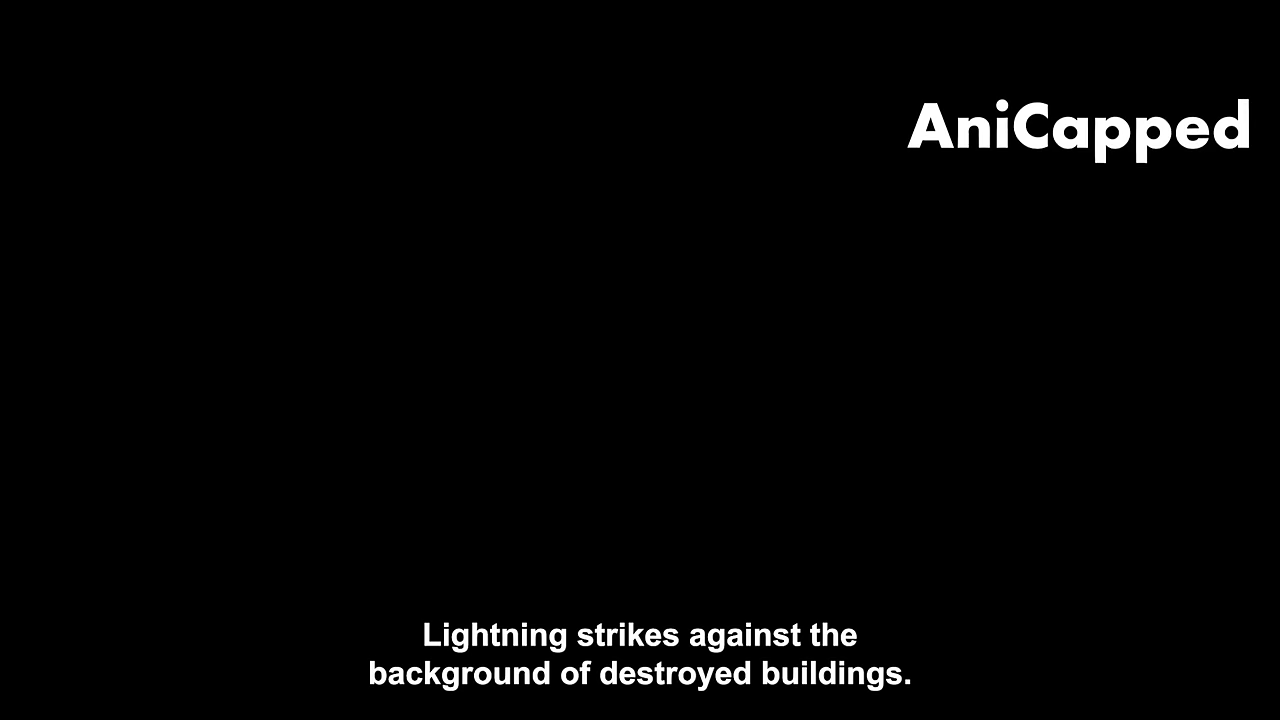 AniCapped
Lightning strikes against the
background of destroyed buildings.